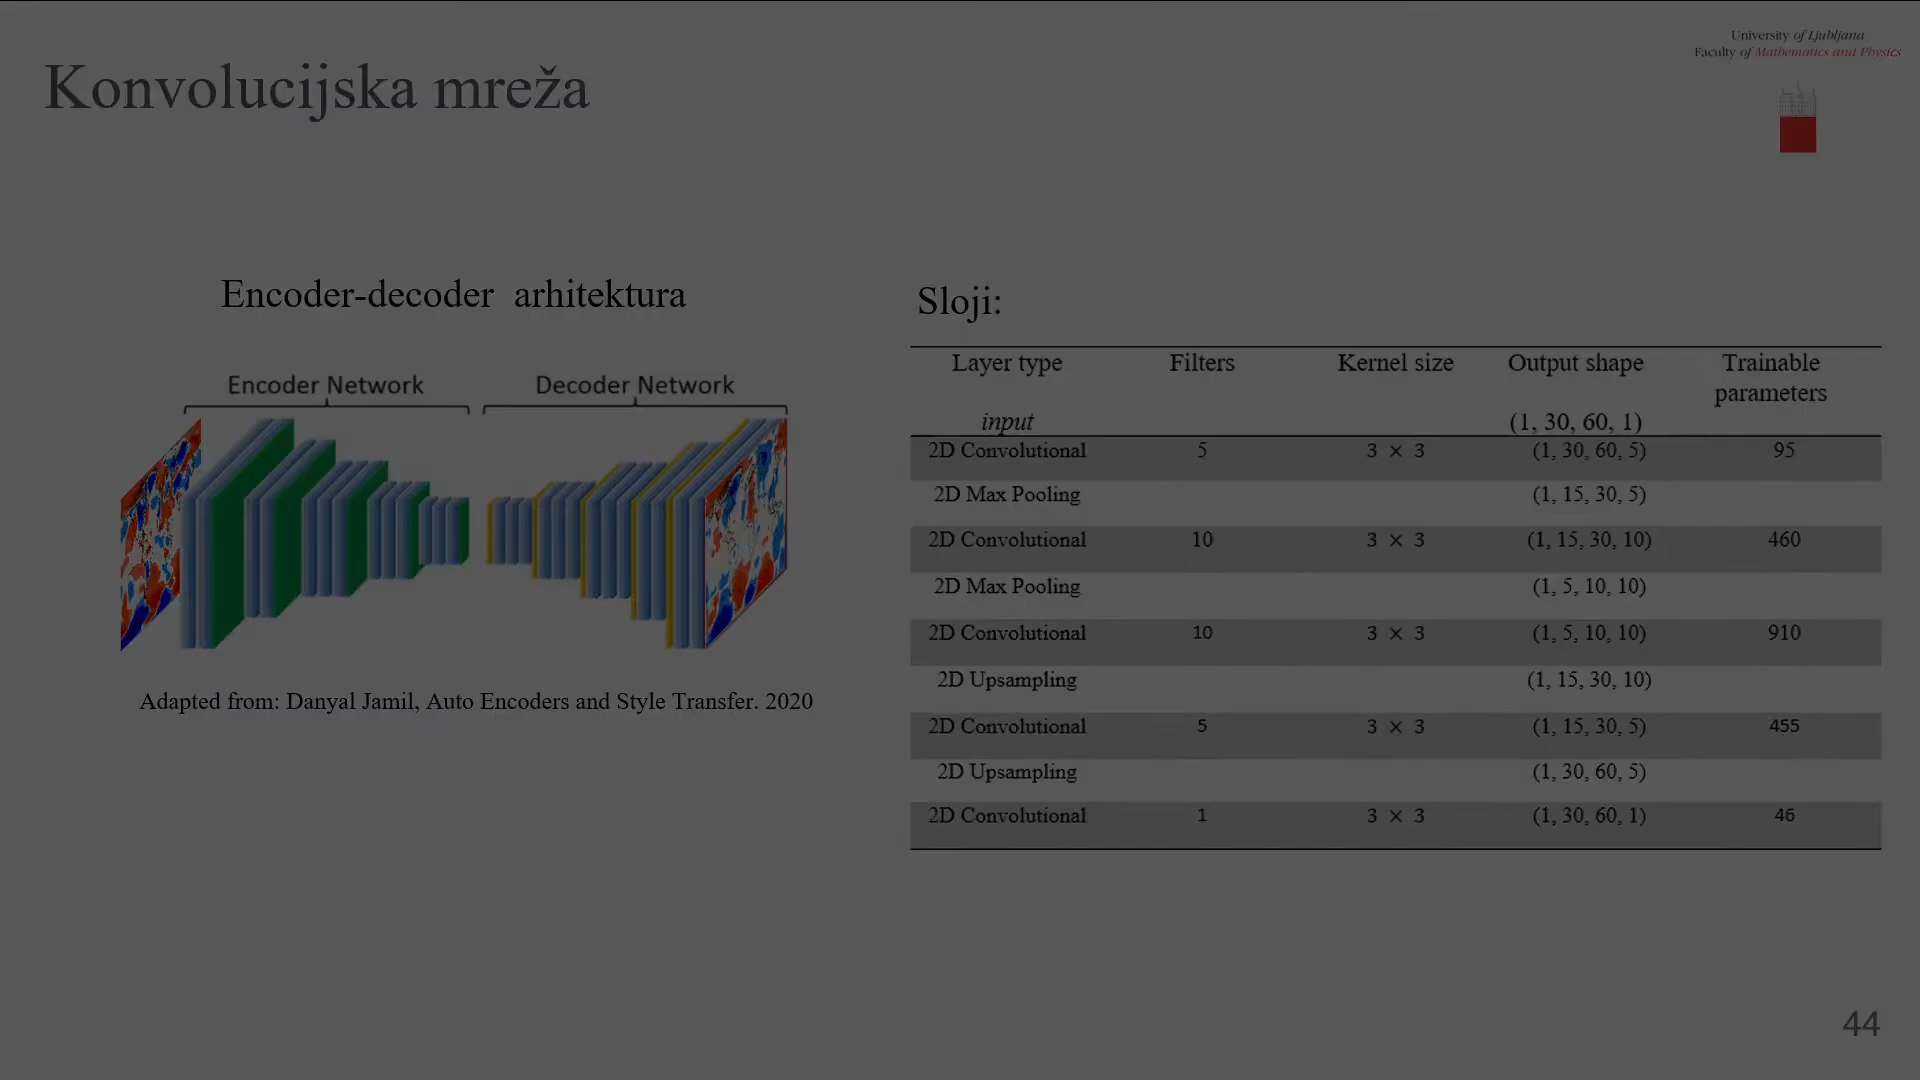 University of Ljubljana
Faculty of Mathematics and Physics
Konvolucijska mreža
Encoder-decoder arhitektura
Encoder Network Decoder Network
Adapted from: Danyal Jamil, Auto Encoders and Style Transfer. 2020
Sloji:
Layer type Filters Kernel size Output shape Trainable
parameters
input (1, 30, 60, 1)
2D Convolutional 5 3 × 3 (1, 30, 60, 5) 95
2D Max Pooling (1, 15, 30, 5)
2D Convolutional 10 3 × 3 (1, 15, 30, 10) 460
2D Max Pooling (1, 5, 10, 10)
2D Convolutional 10 3 × 3 (1, 5, 10, 10) 910
2D Upsampling (1, 15, 30, 10)
2D Convolutional 5 3 × 3 (1, 15, 30, 5) 455
2D Upsampling (1, 30, 60, 5)
2D Convolutional 1 3 × 3 (1, 30, 60, 1) 46
44